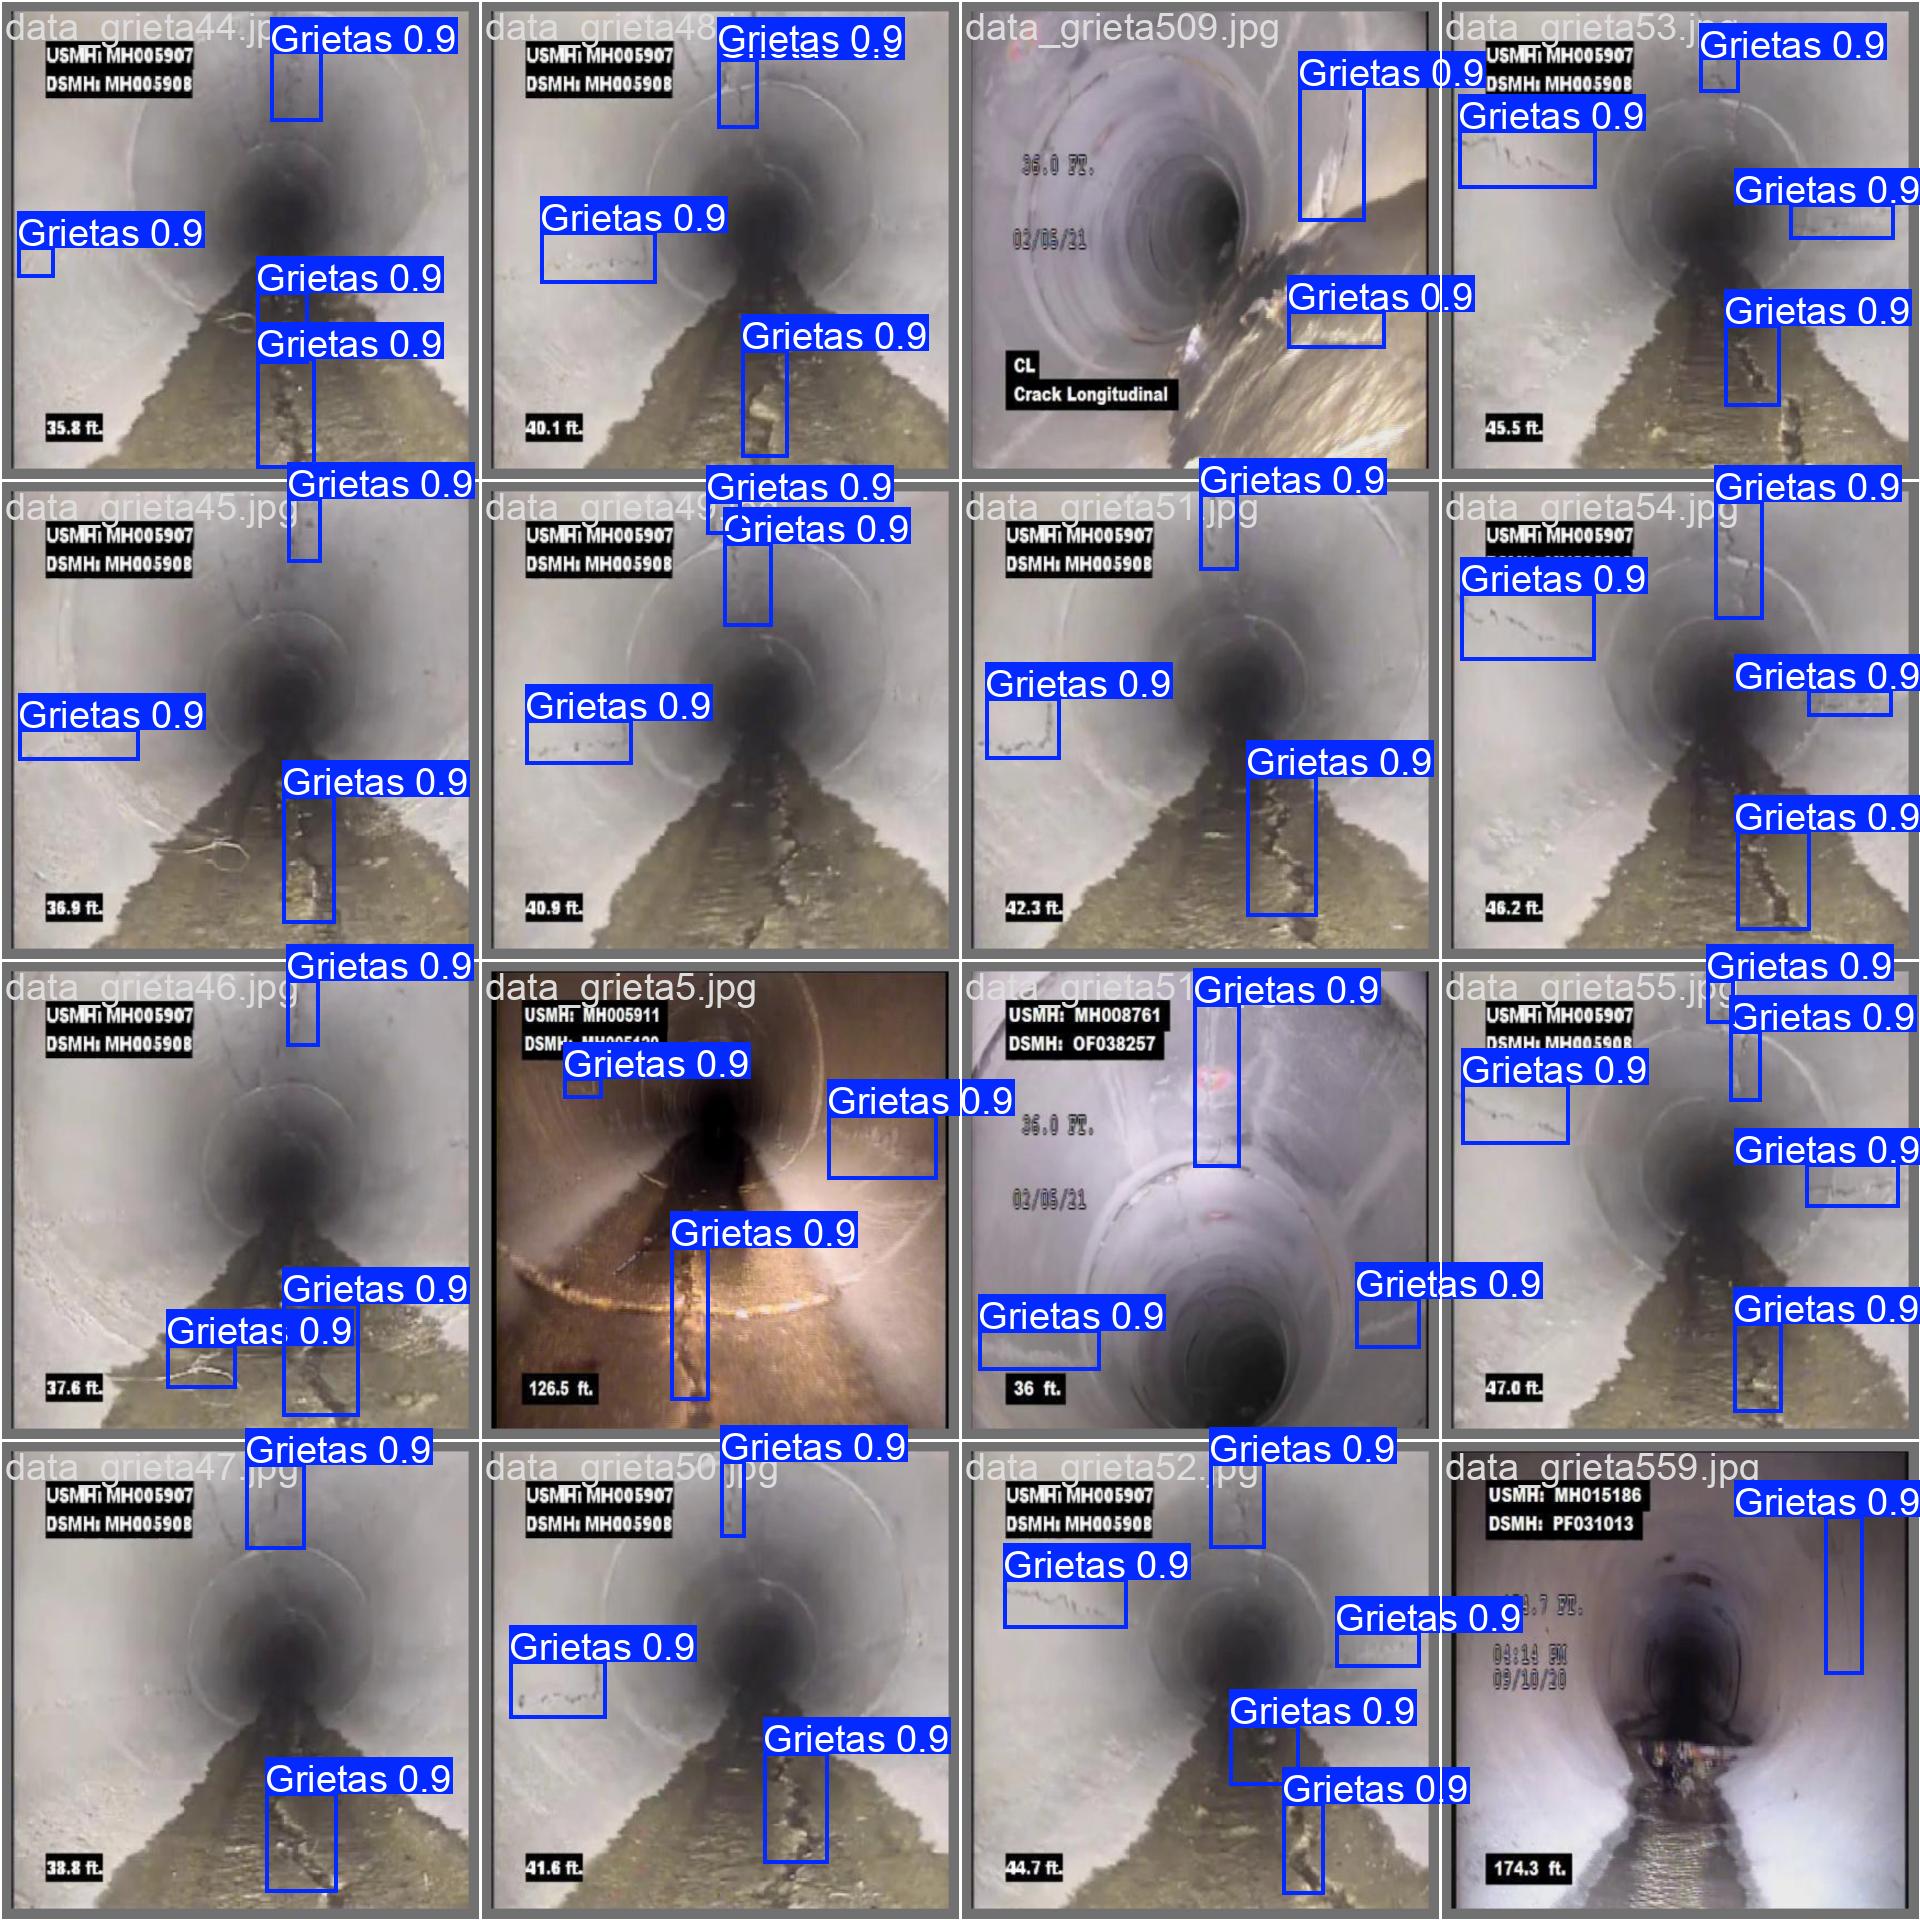 data_grieta44.jp
Grietas 0.9
USMH: MH005907
DSMH: MH005908
Grietas 0.9
Grietas 0.9
Grietas 0.9
35.8 ft.
data_grieta48
Grietas 0.9
USMH: MH005907
DSMH: MH005908
Grietas 0.9
Grietas 0.9
40.1 ft.
data_grieta509.jpg
Grietas 0.9
36.0 FT.
02/05/21
Grietas 0.9
CL
Crack Longitudinal
data_grieta53.j
Grietas 0.9
USMH: MH005907
DSMH: MH005908
Grietas 0.9
Grietas 0.9
Grietas 0.9
45.5 ft.
data_grieta45.jpg
Grietas 0.9
USMH: MH005907
DSMH: MH005908
Grietas 0.9
Grietas 0.9
36.9 ft.
data_grieta49
Grietas 0.9
Grietas 0.9
USMH: MH005907
DSMH: MH005908
Grietas 0.9
40.9 ft.
data_grieta51.jpg
Grietas 0.9
USMH: MH005907
DSMH: MH005908
Grietas 0.9
Grietas 0.9
42.3 ft.
data_grieta54.jpg
Grietas 0.9
USMH: MH005907
Grietas 0.9
Grietas 0.9
Grietas 0.9
46.2 ft.
data_grieta46.jpg
Grietas 0.9
USMH: MH005907
DSMH: MH005908
Grietas 0.9
Grietas 0.9
37.6 ft.
data_grieta5.jpg
USMH: MH005911
DSMH:
Grietas 0.9
Grietas 0.9
Grietas 0.9
126.5 ft.
data_grieta51
Grietas 0.9
USMH: MH008761
DSMH: OF038257
36.0 FT.
02/05/21
Grietas 0.9
Grietas 0.9
36 ft.
data_grieta55.jpg
Grietas 0.9
Grietas 0.9
USMH: MH005907
DSMH: MH005908
Grietas 0.9
Grietas 0.9
Grietas 0.9
47.0 ft.
data_grieta47.jpg
Grietas 0.9
USMH: MH005907
DSMH: MH005908
Grietas 0.9
38.8 ft.
data_grieta50.jpg
Grietas 0.9
USMH: MH005907
DSMH: MH005908
Grietas 0.9
Grietas 0.9
41.6 ft.
data_grieta52.jpg
Grietas 0.9
USMH: MH005907
DSMH: MH005908
Grietas 0.9
Grietas 0.9
Grietas 0.9
Grietas 0.9
44.7 ft.
data_grieta559.jpg
USMH: MH015186
DSMH: PF031013
Grietas 0.9
.7 FT.
04:14 PM
09/10/20
174.3 ft.